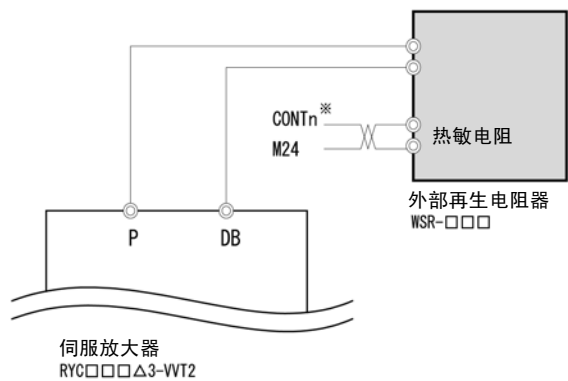 CONTn※
M24
热敏电阻
外部再生电阻器
WSR-□□□
P
DB
伺服放大器
RYC□□□△3-VVT2